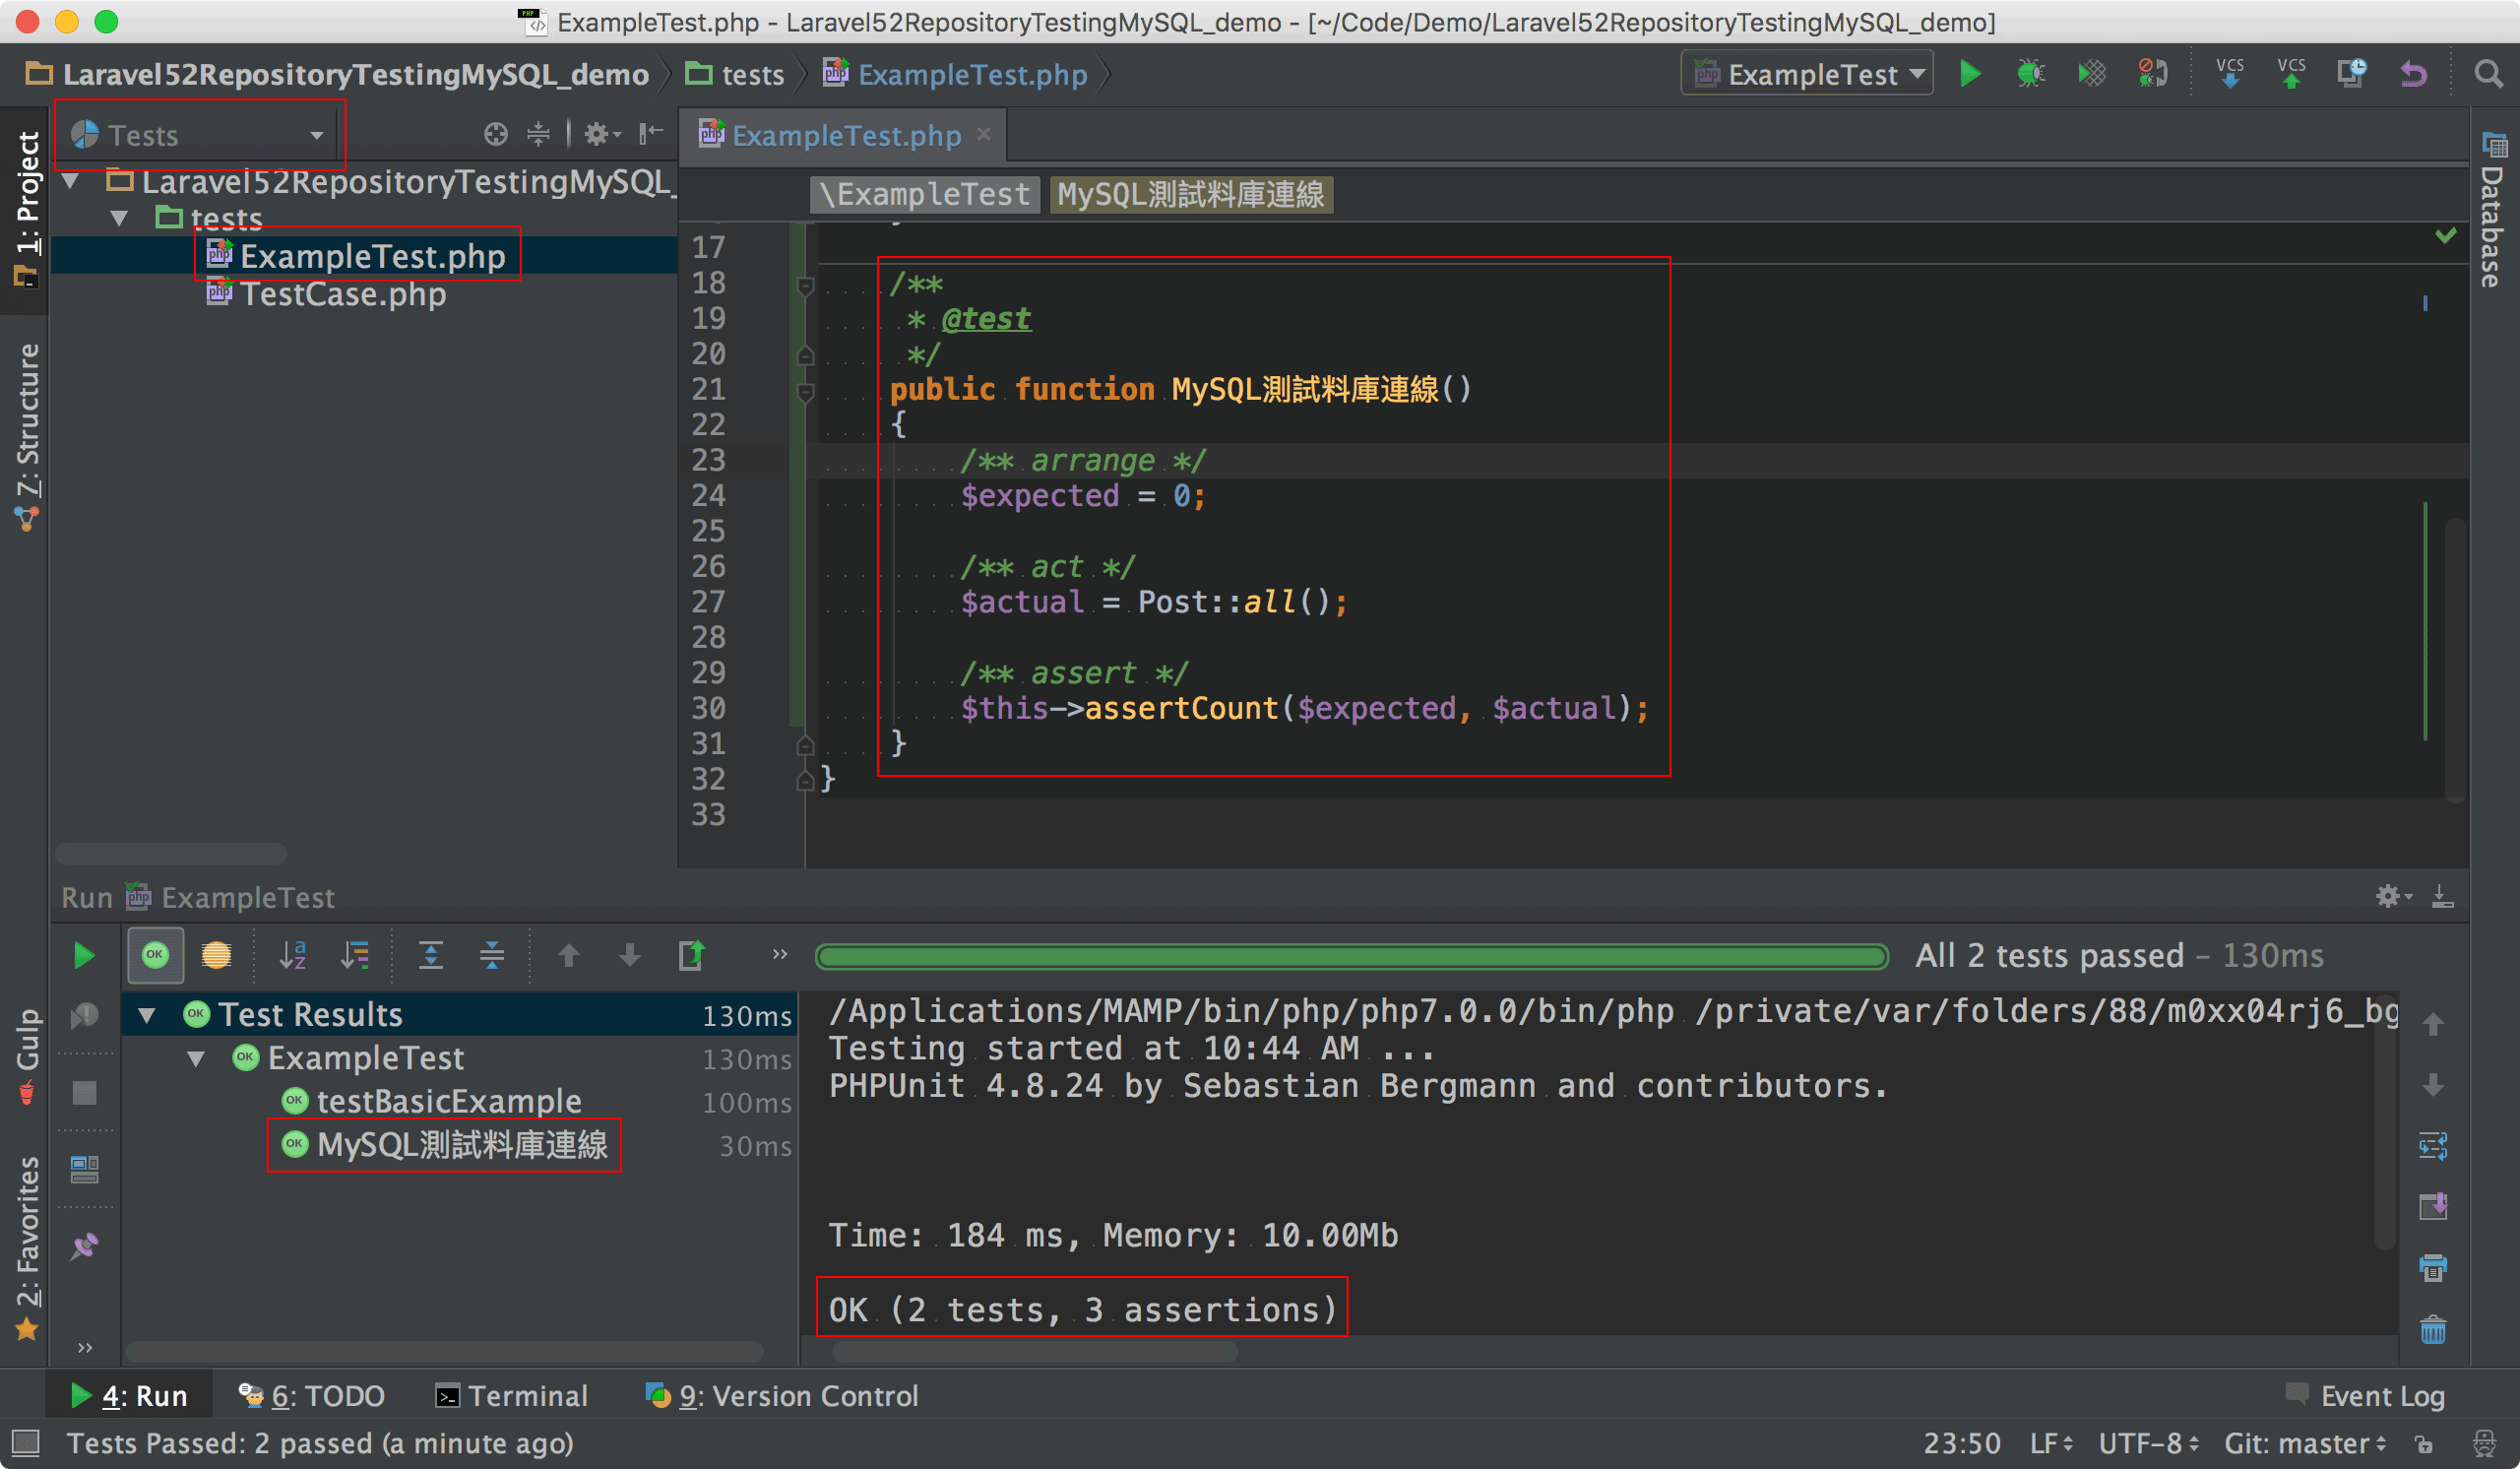 ExampleTest.php - Laravel52RepositoryTestingMySQL_demo - [~/Code/Demo/Laravel52RepositoryTestingMySQL_demo]
Laravel52RepositoryTestingMySQL_demo tests ExampleTest.php ExampleTest VCS VCS
1: Project
7: Structure
Gulp
2: Favorites
Tests
Laravel52RepositoryTestingMySQL_
tests
ExampleTest.php
TestCase.php
ExampleTest.php
\ExampleTest MySQL測試料庫連線
Database
17
18 /**
19 * @test
20 */
21 public function MySQL測試料庫連線()
22 {
23 /** arrange */
24 $expected = 0;
25
26 /** act */
27 $actual = Post::all();
28
29 /** assert */
30 $this->assertCount($expected, $actual);
31 }
32 }
33
Run ExampleTest
All 2 tests passed – 130ms
Test Results 130ms
ExampleTest 130ms
testBasicExample 100ms
MySQL測試料庫連線 30ms
/Applications/MAMP/bin/php/php7.0.0/bin/php /private/var/folders/88/m0xx04rj6_bg
Testing started at 10:44 AM ...
PHPUnit 4.8.24 by Sebastian Bergmann and contributors.
Time: 184 ms, Memory: 10.00Mb
OK (2 tests, 3 assertions)
4: Run 6: TODO Terminal 9: Version Control Event Log
Tests Passed: 2 passed (a minute ago) 23:50 LF UTF-8 Git: master